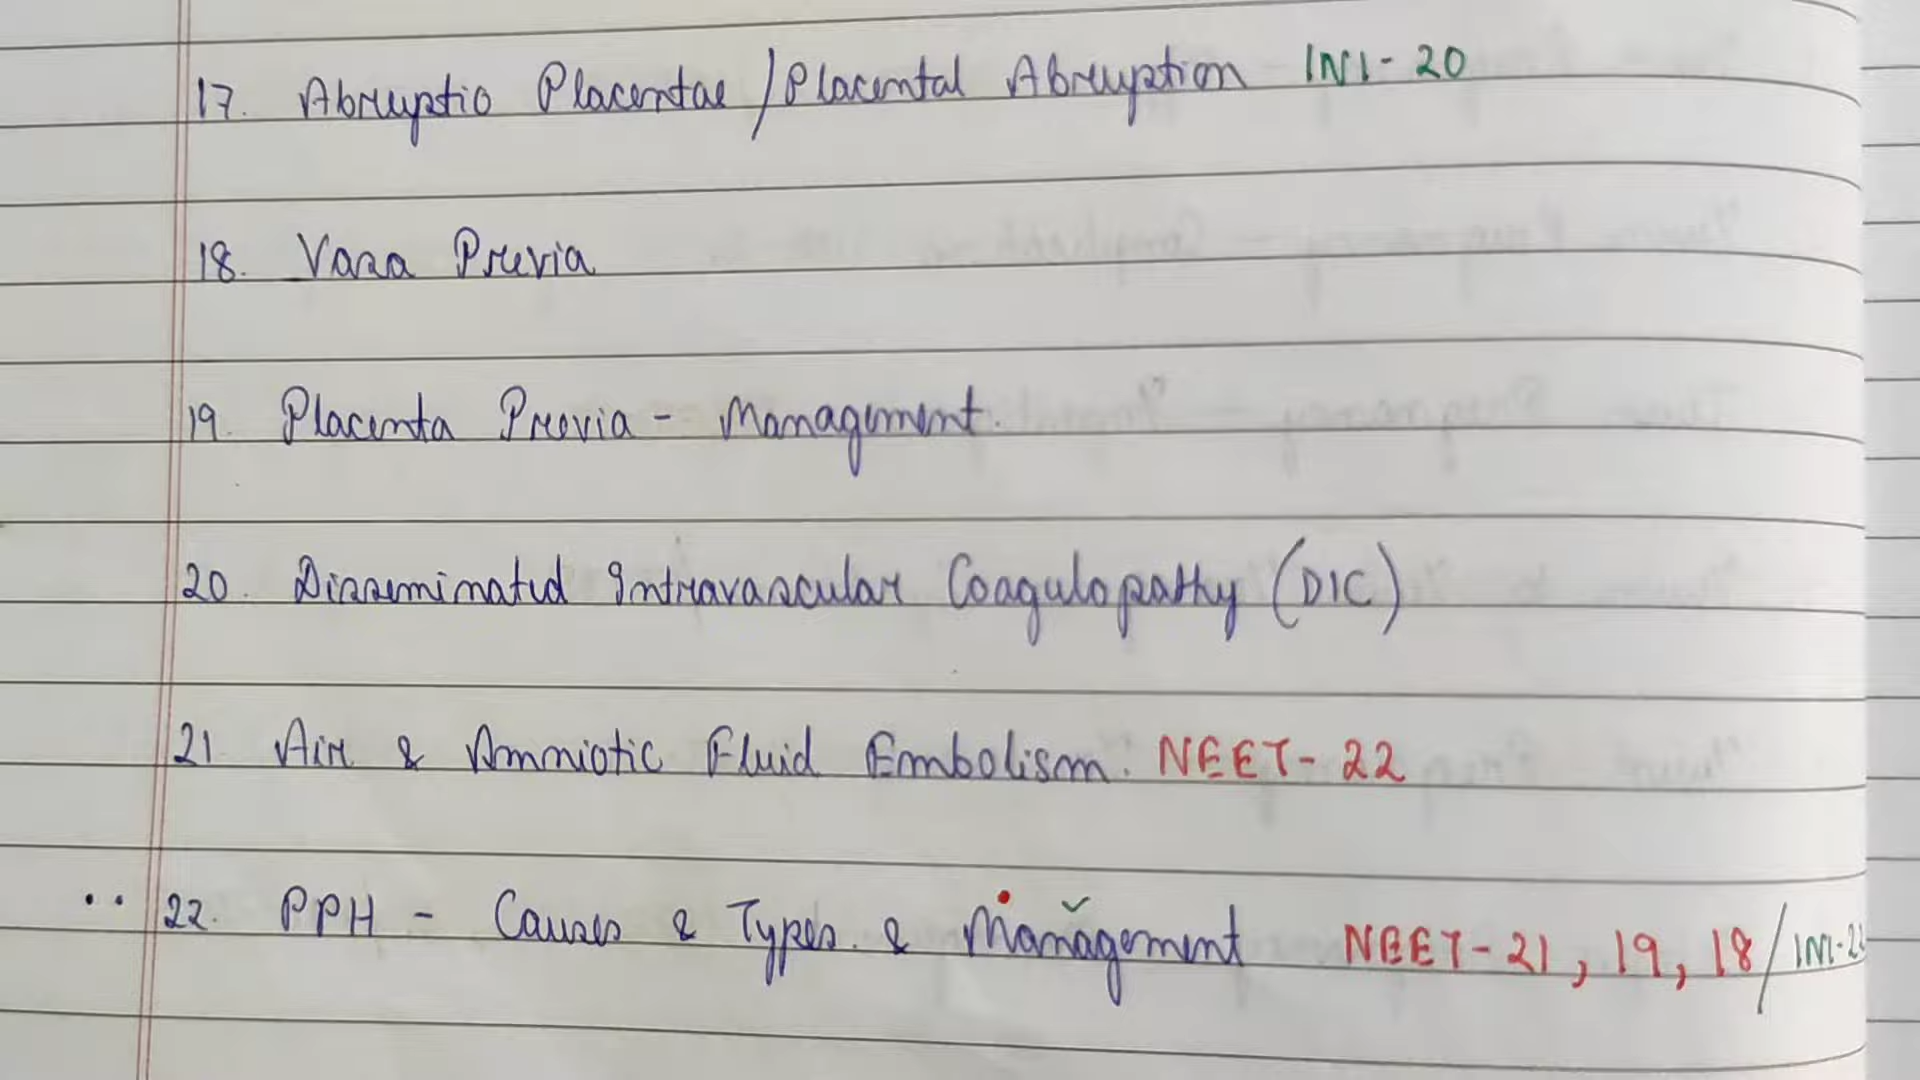 17. Abruptio Placentae / Placental Abruption INI- 20
18. Vasa Previa
19. Placenta Previa - Management.
20. Disseminated Intravascular Coagulopathy (DIC)
21. Air & Amniotic Fluid Embolism: NEET- 22
.. 22. PPH - Causes & Types. & Management NEET- 21, 19, 18 / INI-